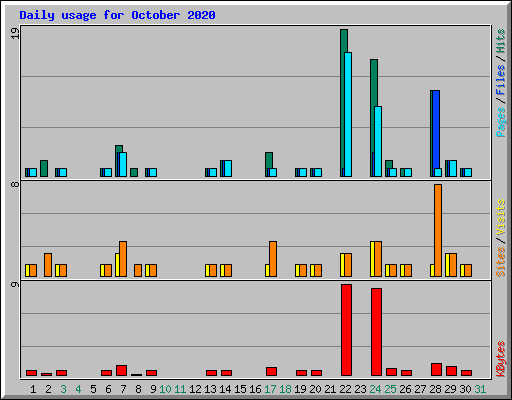 Daily usage for October 2020
19
8
9
Pages / Files / Hits
Sites / Visits
KBytes
1 2 3 4 5 6 7 8 9 10 11 12 13 14 15 16 17 18 19 20 21 22 23 24 25 26 27 28 29 30 31